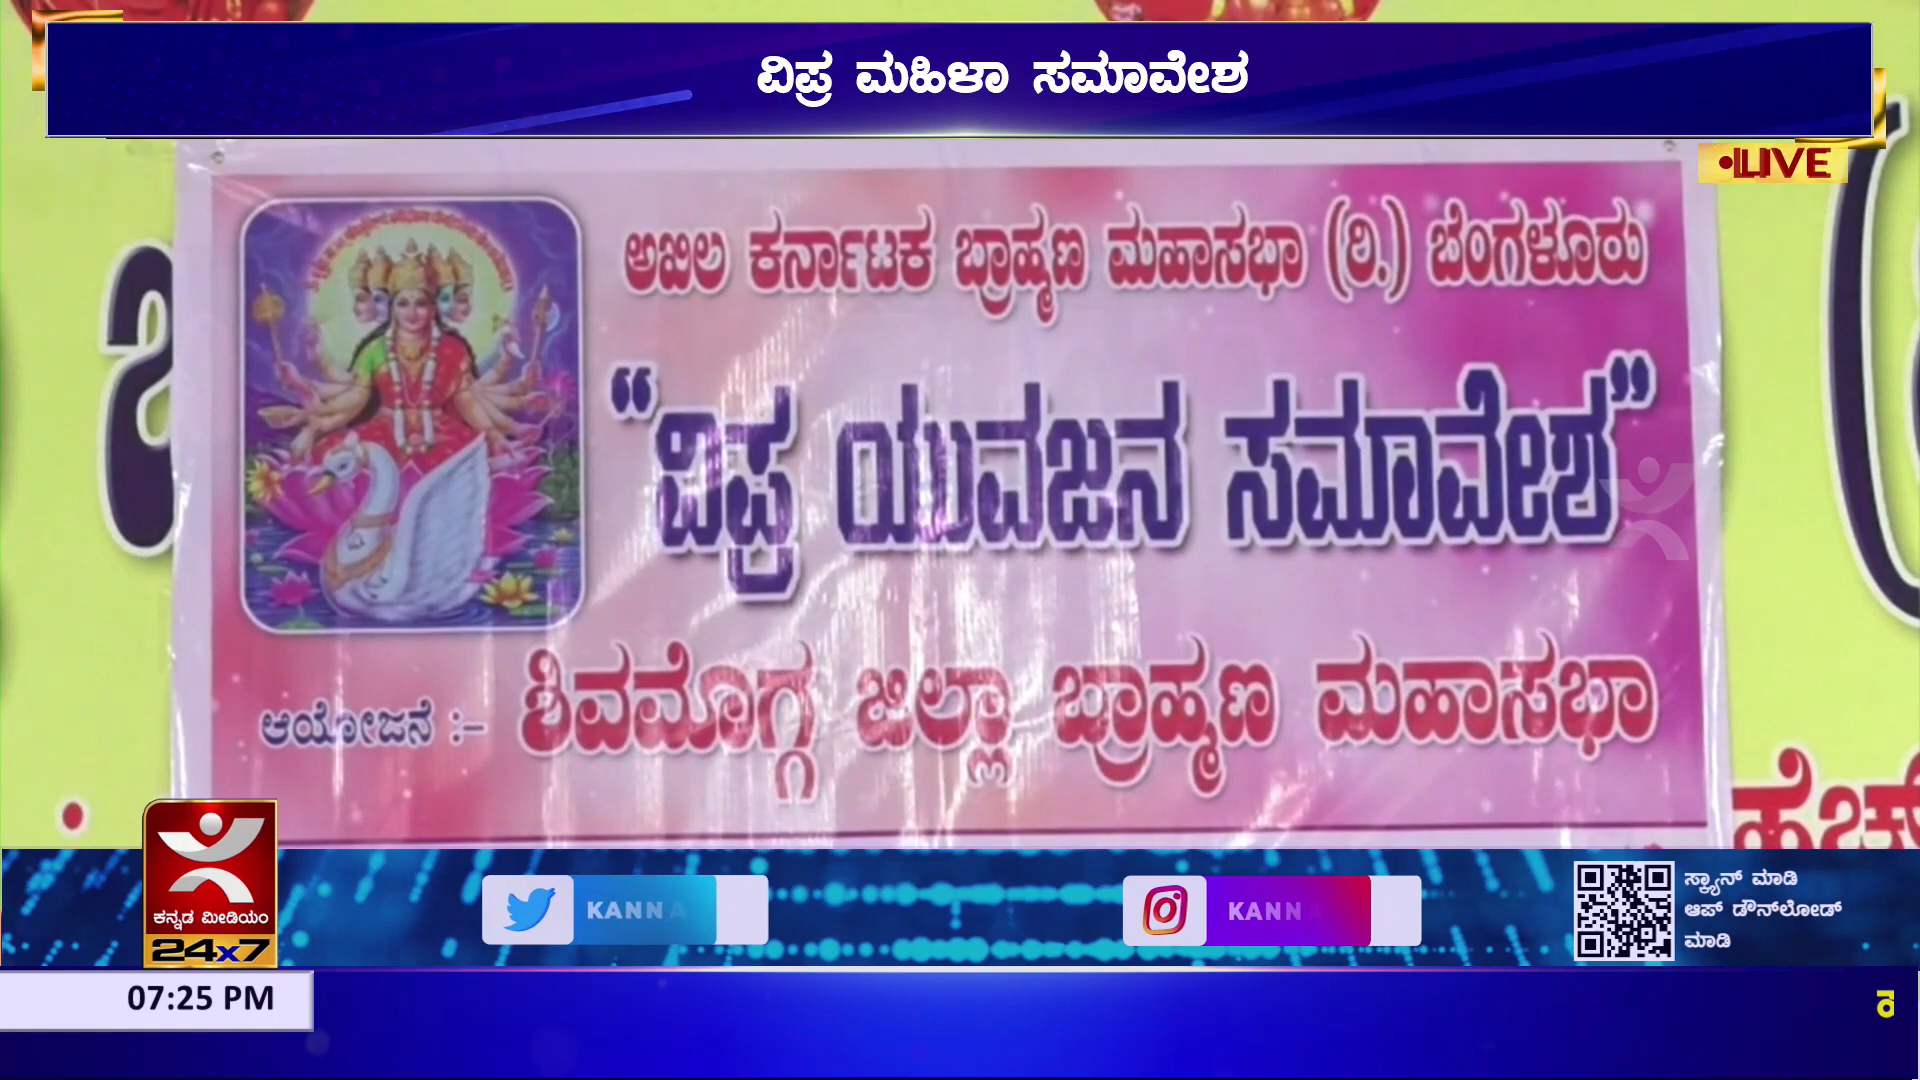 ವಿಪ್ರ ಮಹಿಳಾ ಸಮಾವೇಶ
LIVE
ಅಖಿಲ ಕರ್ನಾಟಕ ಬ್ರಾಹ್ಮಣ ಮಹಾಸಭಾ (ರಿ.) ಬೆಂಗಳೂರು
“ವಿಪ್ರ ಯುವಜನ ಸಮಾವೇಶ”
ಆಯೋಜನೆ :- ಶಿವಮೊಗ್ಗ ಜಿಲ್ಲಾ ಬ್ರಾಹ್ಮಣ ಮಹಾಸಭಾ
ಕನ್ನಡ ಮೀಡಿಯಂ
24x7
KANNA
KANN
ಸ್ಕ್ಯಾನ್ ಮಾಡಿ
ಆಪ್ ಡೌನ್‌ಲೋಡ್
ಮಾಡಿ
07:25 PM